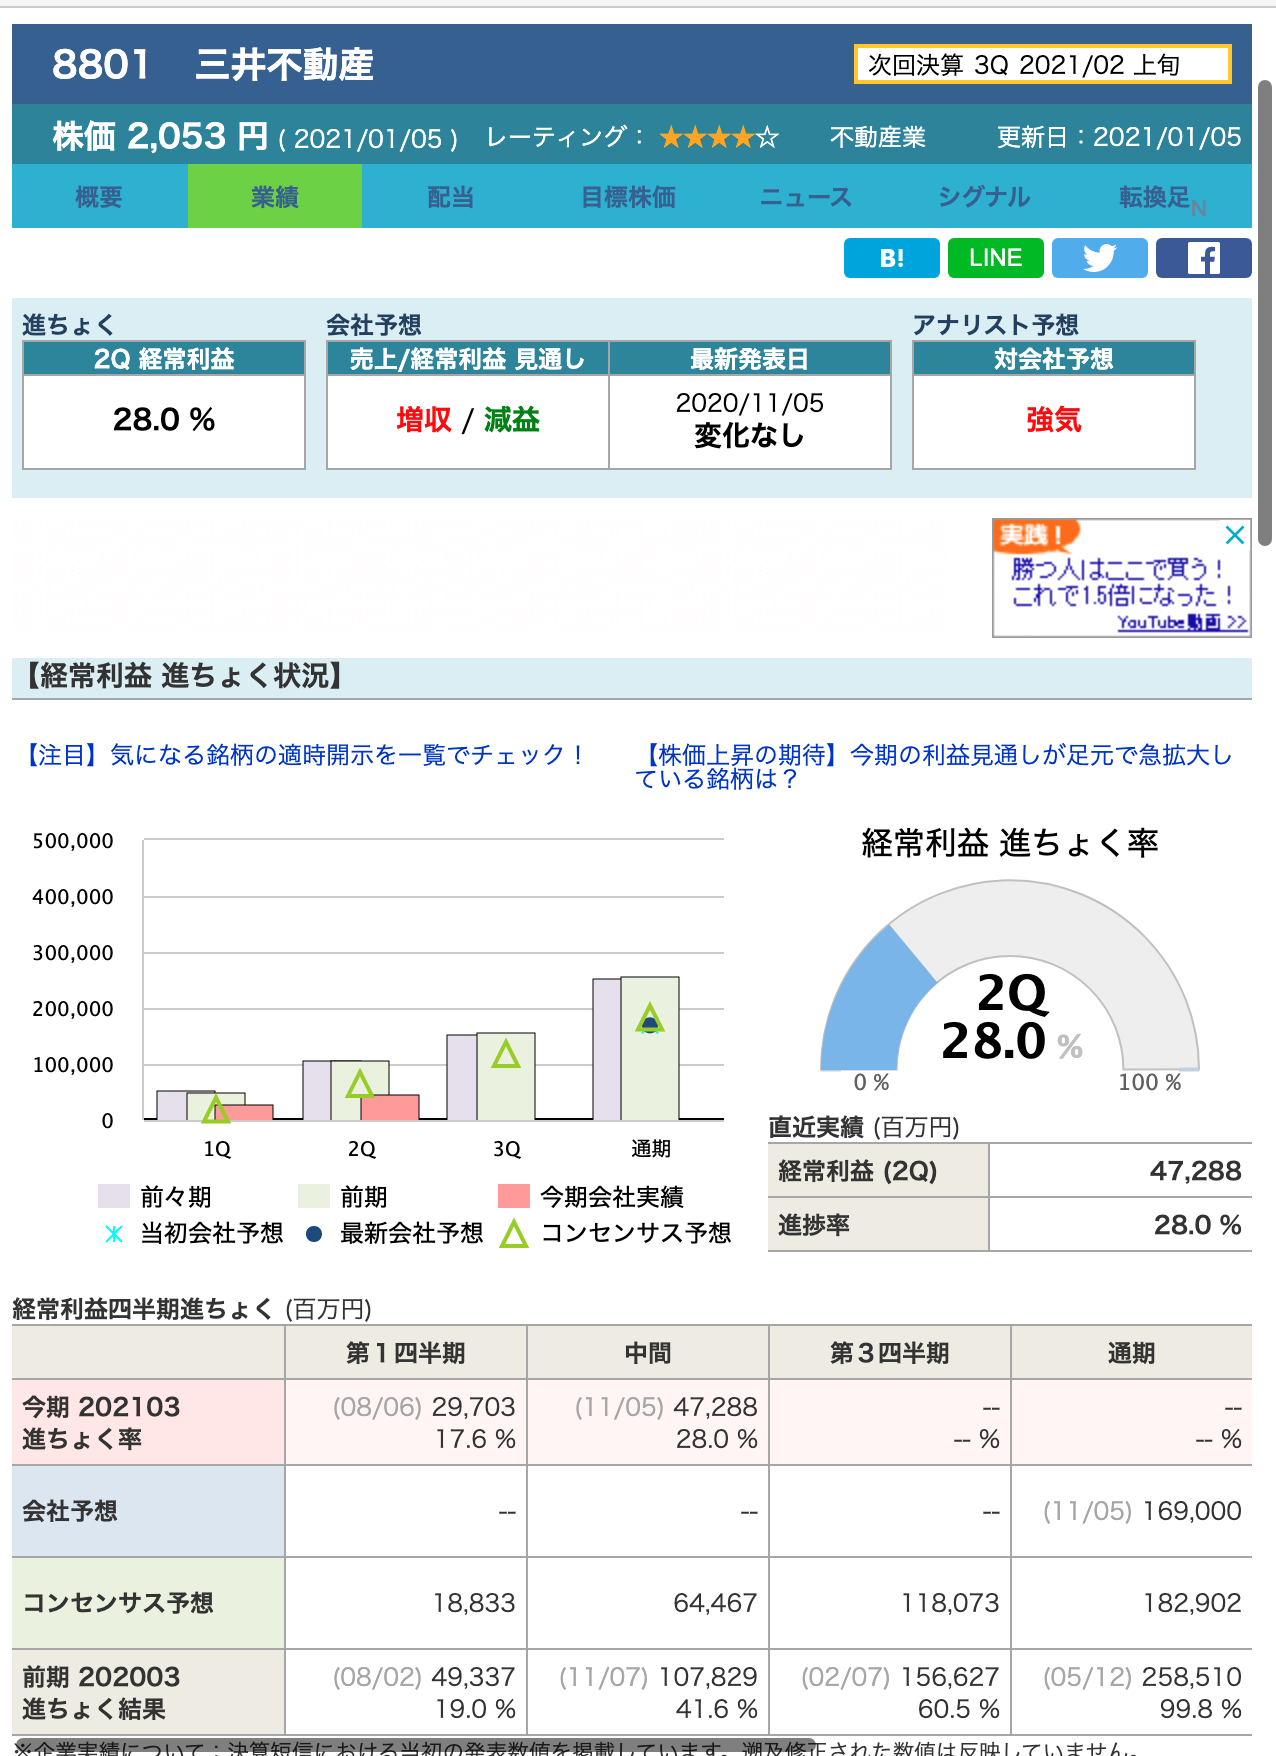 8801　三井不動産
次回決算 3Q 2021/02 上旬
株価 2,053 円 ( 2021/01/05 ) レーティング： ★★★★☆ 不動産業 更新日：2021/01/05
概要 業績 配当 目標株価 ニュース シグナル 転換足
N
B! LINE
進ちょく 会社予想 アナリスト予想
2Q 経常利益 売上/経常利益 見通し 最新発表日 対会社予想
28.0 % 増収 / 減益 2020/11/05 強気
変化なし
実践！
勝つ人はここで買う！
これで1.5倍になった！
YouTube動画 >>
【経常利益 進ちょく状況】
【注目】気になる銘柄の適時開示を一覧でチェック！
【株価上昇の期待】今期の利益見通しが足元で急拡大し
ている銘柄は？
500,000
400,000
300,000
200,000
100,000
0
1Q 2Q 3Q 通期
前々期 前期 今期会社実績
当初会社予想 最新会社予想 コンセンサス予想
経常利益 進ちょく率
2Q
28.0 %
0 % 100 %
直近実績 (百万円)
経常利益 (2Q) 47,288
進捗率 28.0 %
経常利益四半期進ちょく (百万円)
第１四半期 中間 第３四半期 通期
今期 202103 (08/06) 29,703 (11/05) 47,288 -- --
進ちょく率 17.6 % 28.0 % -- % -- %
会社予想 -- -- -- (11/05) 169,000
コンセンサス予想 18,833 64,467 118,073 182,902
前期 202003 (08/02) 49,337 (11/07) 107,829 (02/07) 156,627 (05/12) 258,510
進ちょく結果 19.0 % 41.6 % 60.5 % 99.8 %
※企業実績について：決算短信における当初の発表数値を掲載しています。遡及修正された数値は反映していません。